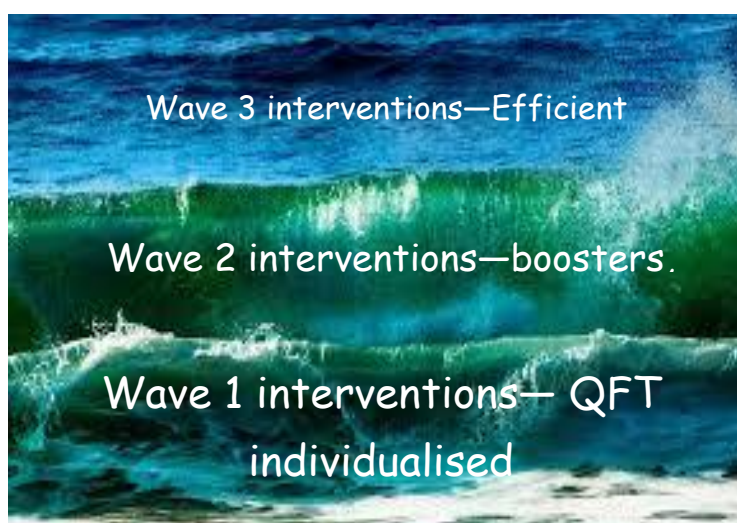 Wave 3 interventions—Efficient
Wave 2 interventions—boosters.
Wave 1 interventions— QFT
individualised